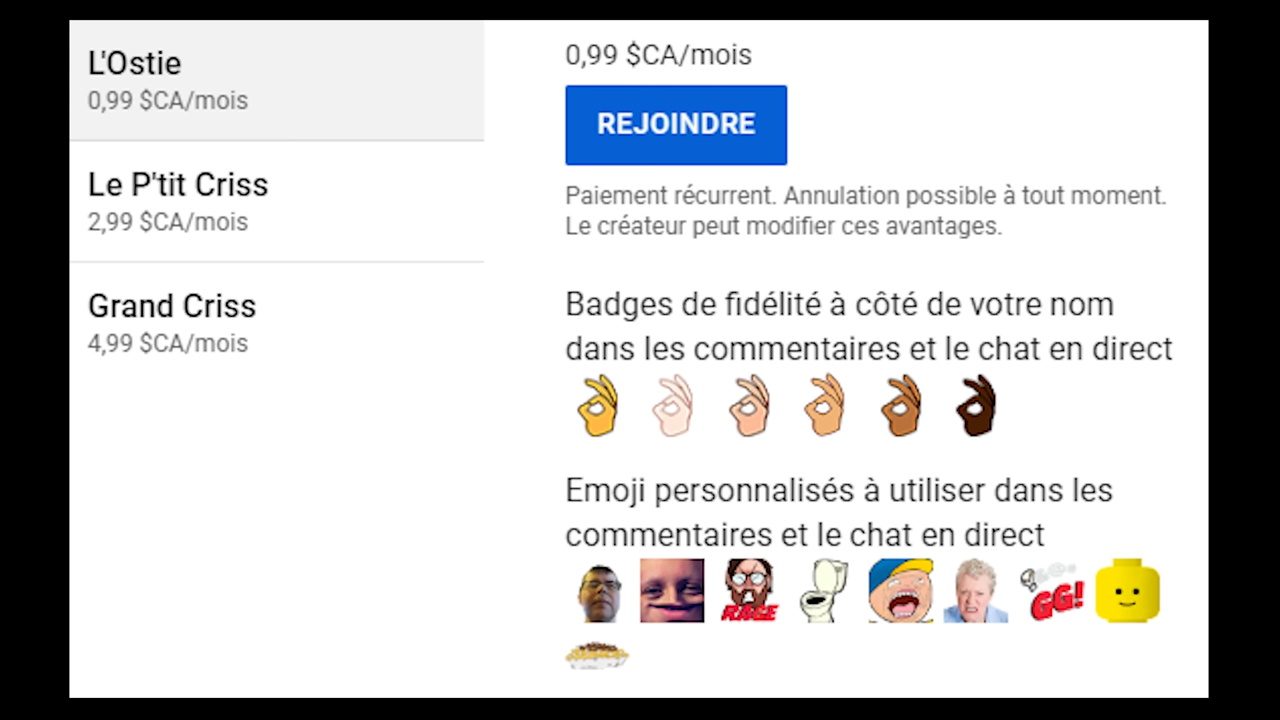 L'Ostie
0,99 $CA/mois
Le P'tit Criss
2,99 $CA/mois
Grand Criss
4,99 $CA/mois
0,99 $CA/mois
REJOINDRE
Paiement récurrent. Annulation possible à tout moment.
Le créateur peut modifier ces avantages.
Badges de fidélité à côté de votre nom
dans les commentaires et le chat en direct
Emoji personnalisés à utiliser dans les
commentaires et le chat en direct
RAGE
GG!